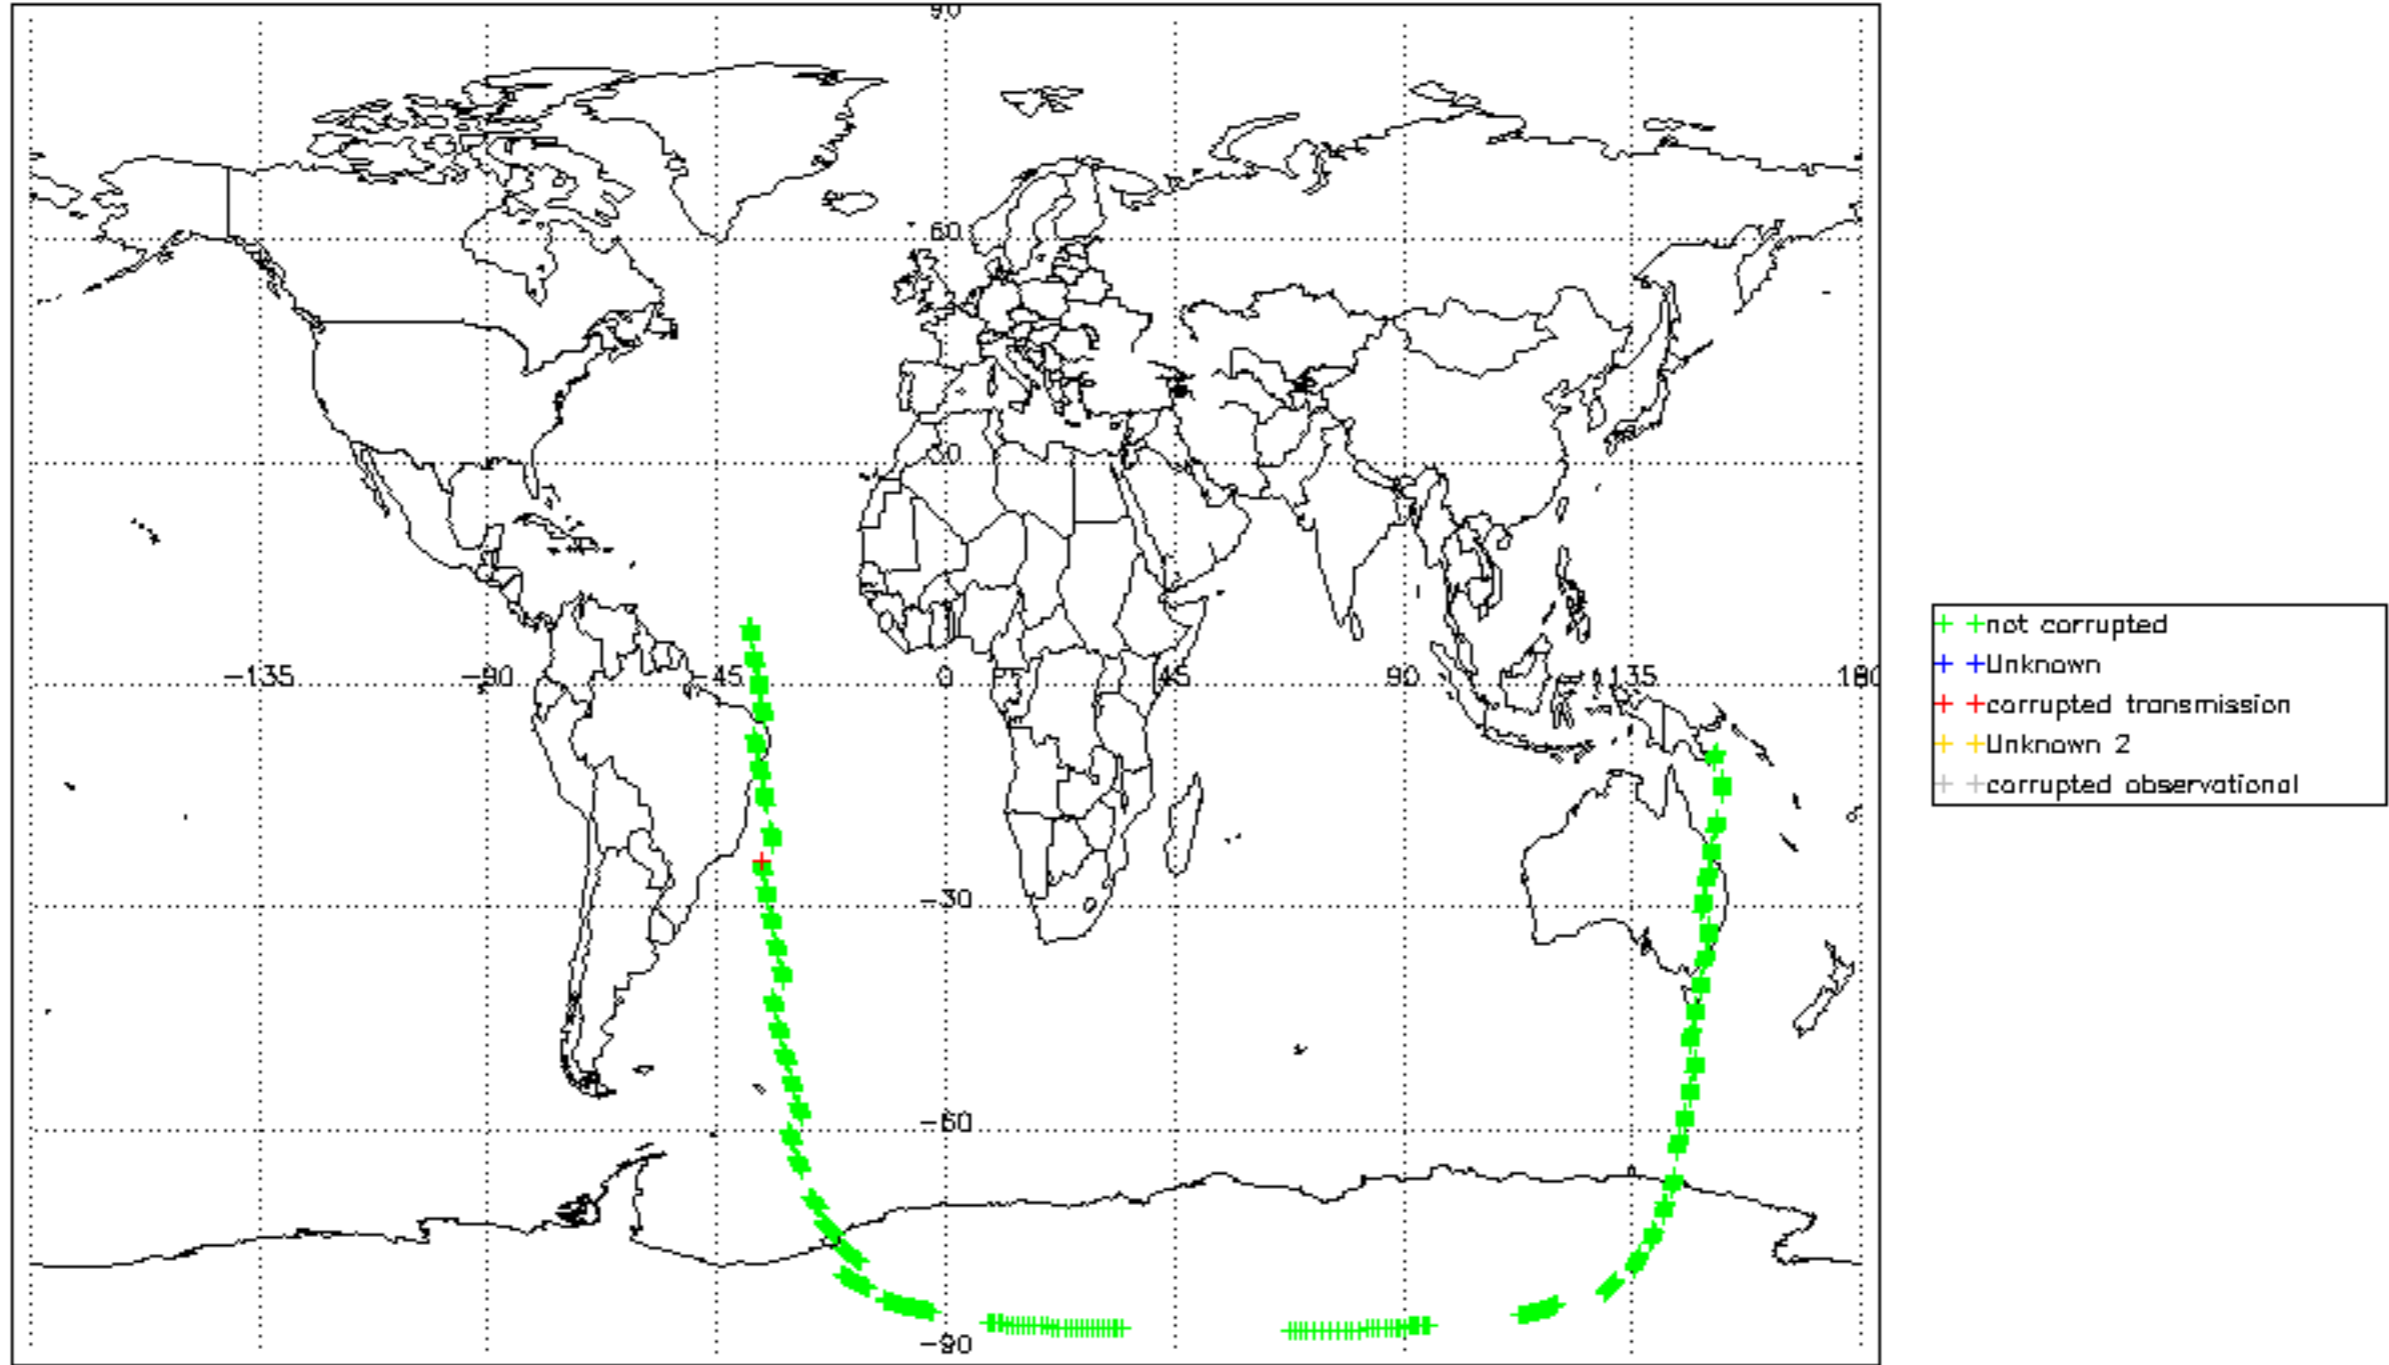 90
60
30
-135
-90
-45
0
45
90
135
180
-30
-60
-90
not corrupted
Unknown
corrupted transmission
Unknown 2
corrupted observational